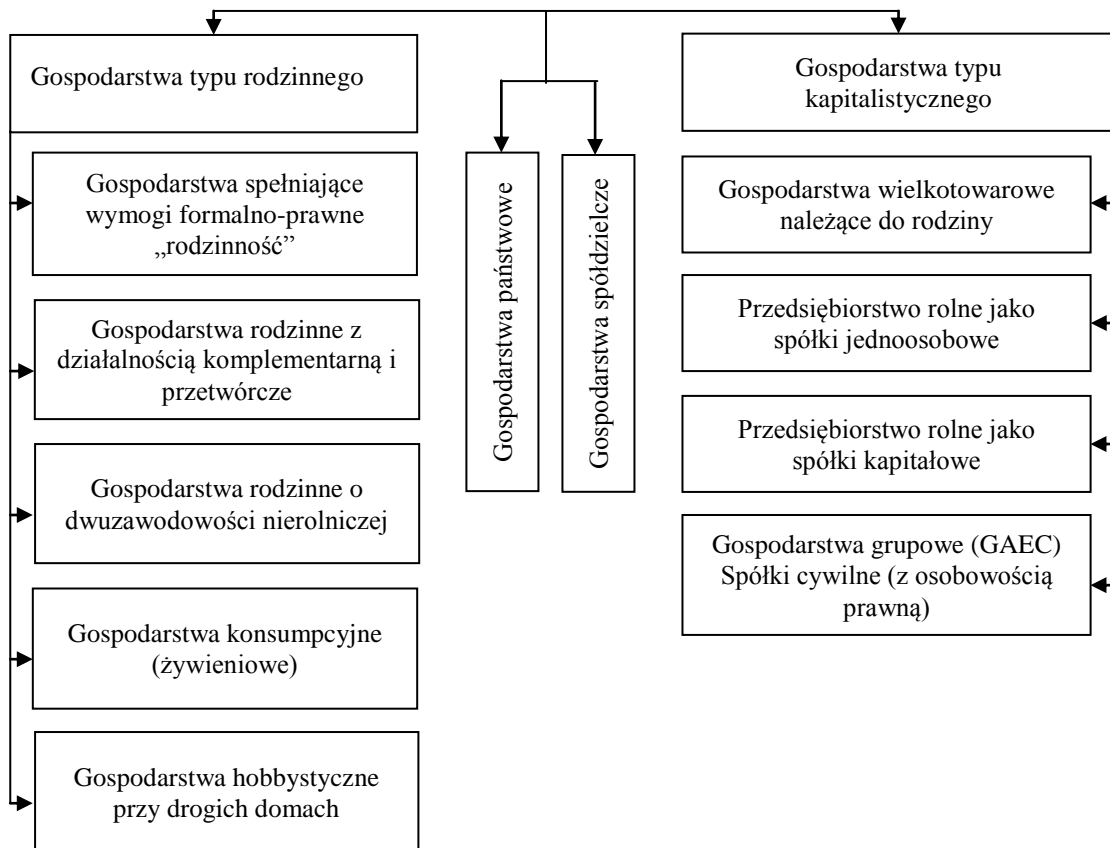 Gospodarstwa typu rodzinnego
Gospodarstwa spełniające
wymogi formalno-prawne
„rodzinność”
Gospodarstwa rodzinne z
działalnością komplementarną i
przetwórcze
Gospodarstwa rodzinne o
dwuzawodowości nierolniczej
Gospodarstwa konsumpcyjne
(żywieniowe)
Gospodarstwa hobbystyczne
przy drogich domach
Gospodarstwa państwowe
Gospodarstwa spółdzielcze
Gospodarstwa typu
kapitalistycznego
Gospodarstwa wielkotowarowe
należące do rodziny
Przedsiębiorstwo rolne jako
spółki jednoosobowe
Przedsiębiorstwo rolne jako
spółki kapitałowe
Gospodarstwa grupowe (GAEC)
Spółki cywilne (z osobowością
prawną)